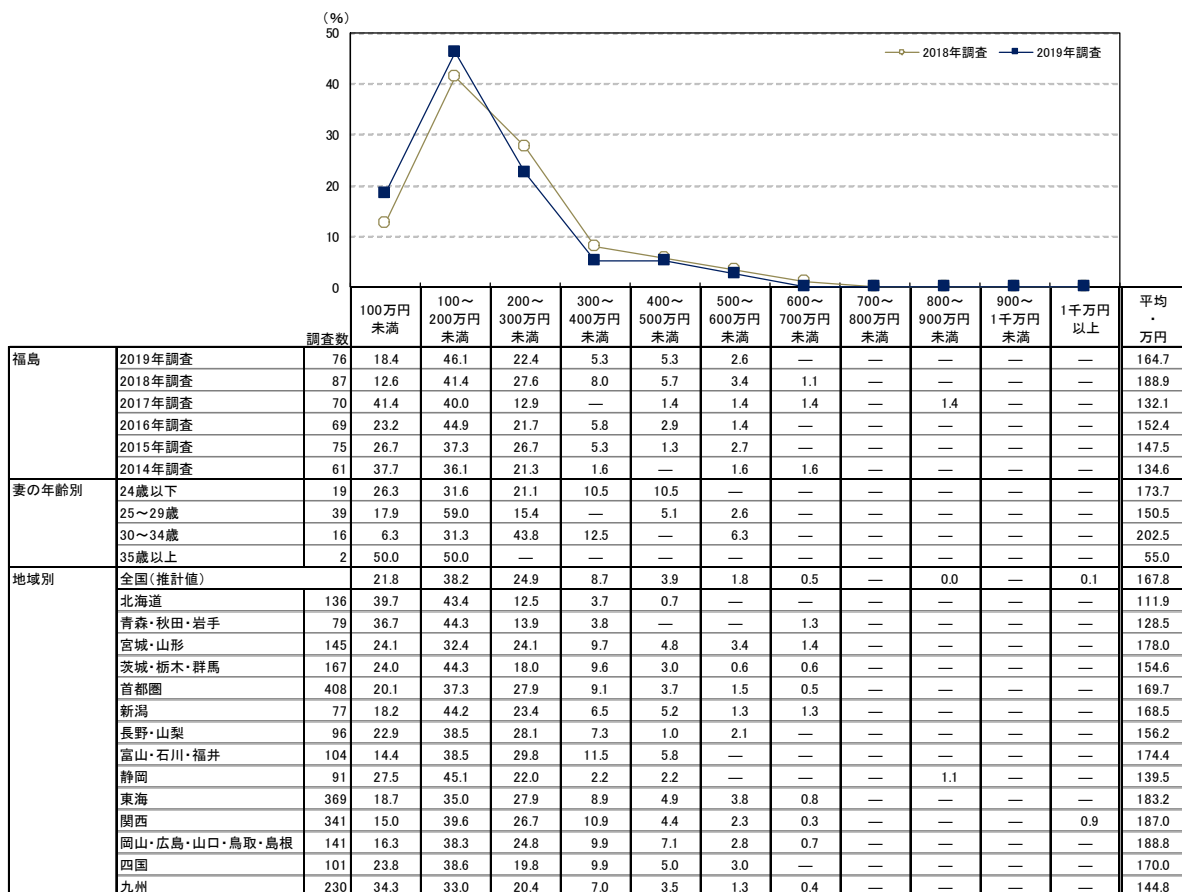 （%）
50
40
30
20
10
0
2018年調査 2019年調査
調査数 100万円未満 100～200万円未満 200～300万円未満 300～400万円未満 400～500万円未満 500～600万円未満 600～700万円未満 700～800万円未満 800～900万円未満 900～1千万円未満 1千万円以上 平均・万円
福島 2019年調査 76 18.4 46.1 22.4 5.3 5.3 2.6 — — — — — 164.7
2018年調査 87 12.6 41.4 27.6 8.0 5.7 3.4 1.1 — — — — 188.9
2017年調査 70 41.4 40.0 12.9 — 1.4 1.4 1.4 — 1.4 — — 132.1
2016年調査 69 23.2 44.9 21.7 5.8 2.9 1.4 — — — — — 152.4
2015年調査 75 26.7 37.3 26.7 5.3 1.3 2.7 — — — — — 147.5
2014年調査 61 37.7 36.1 21.3 1.6 — 1.6 1.6 — — — — 134.6
妻の年齢別 24歳以下 19 26.3 31.6 21.1 10.5 10.5 — — — — — — 173.7
25～29歳 39 17.9 59.0 15.4 — 5.1 2.6 — — — — — 150.5
30～34歳 16 6.3 31.3 43.8 12.5 — 6.3 — — — — — 202.5
35歳以上 2 50.0 50.0 — — — — — — — — — 55.0
地域別 全国(推計値) 21.8 38.2 24.9 8.7 3.9 1.8 0.5 — 0.0 — 0.1 167.8
北海道 136 39.7 43.4 12.5 3.7 0.7 — — — — — — 111.9
青森・秋田・岩手 79 36.7 44.3 13.9 3.8 — — 1.3 — — — — 128.5
宮城・山形 145 24.1 32.4 24.1 9.7 4.8 3.4 1.4 — — — — 178.0
茨城・栃木・群馬 167 24.0 44.3 18.0 9.6 3.0 0.6 0.6 — — — — 154.6
首都圏 408 20.1 37.3 27.9 9.1 3.7 1.5 0.5 — — — — 169.7
新潟 77 18.2 44.2 23.4 6.5 5.2 1.3 1.3 — — — — 168.5
長野・山梨 96 22.9 38.5 28.1 7.3 1.0 2.1 — — — — — 156.2
富山・石川・福井 104 14.4 38.5 29.8 11.5 5.8 — — — — — — 174.4
静岡 91 27.5 45.1 22.0 2.2 2.2 — — — 1.1 — — 139.5
東海 369 18.7 35.0 27.9 8.9 4.9 3.8 0.8 — — — — 183.2
関西 341 15.0 39.6 26.7 10.9 4.4 2.3 0.3 — — — 0.9 187.0
岡山・広島・山口・鳥取・島根 141 16.3 38.3 24.8 9.9 7.1 2.8 0.7 — — — — 188.8
四国 101 23.8 38.6 19.8 9.9 5.0 3.0 — — — — — 170.0
九州 230 34.3 33.0 20.4 7.0 3.5 1.3 0.4 — — — — 144.8